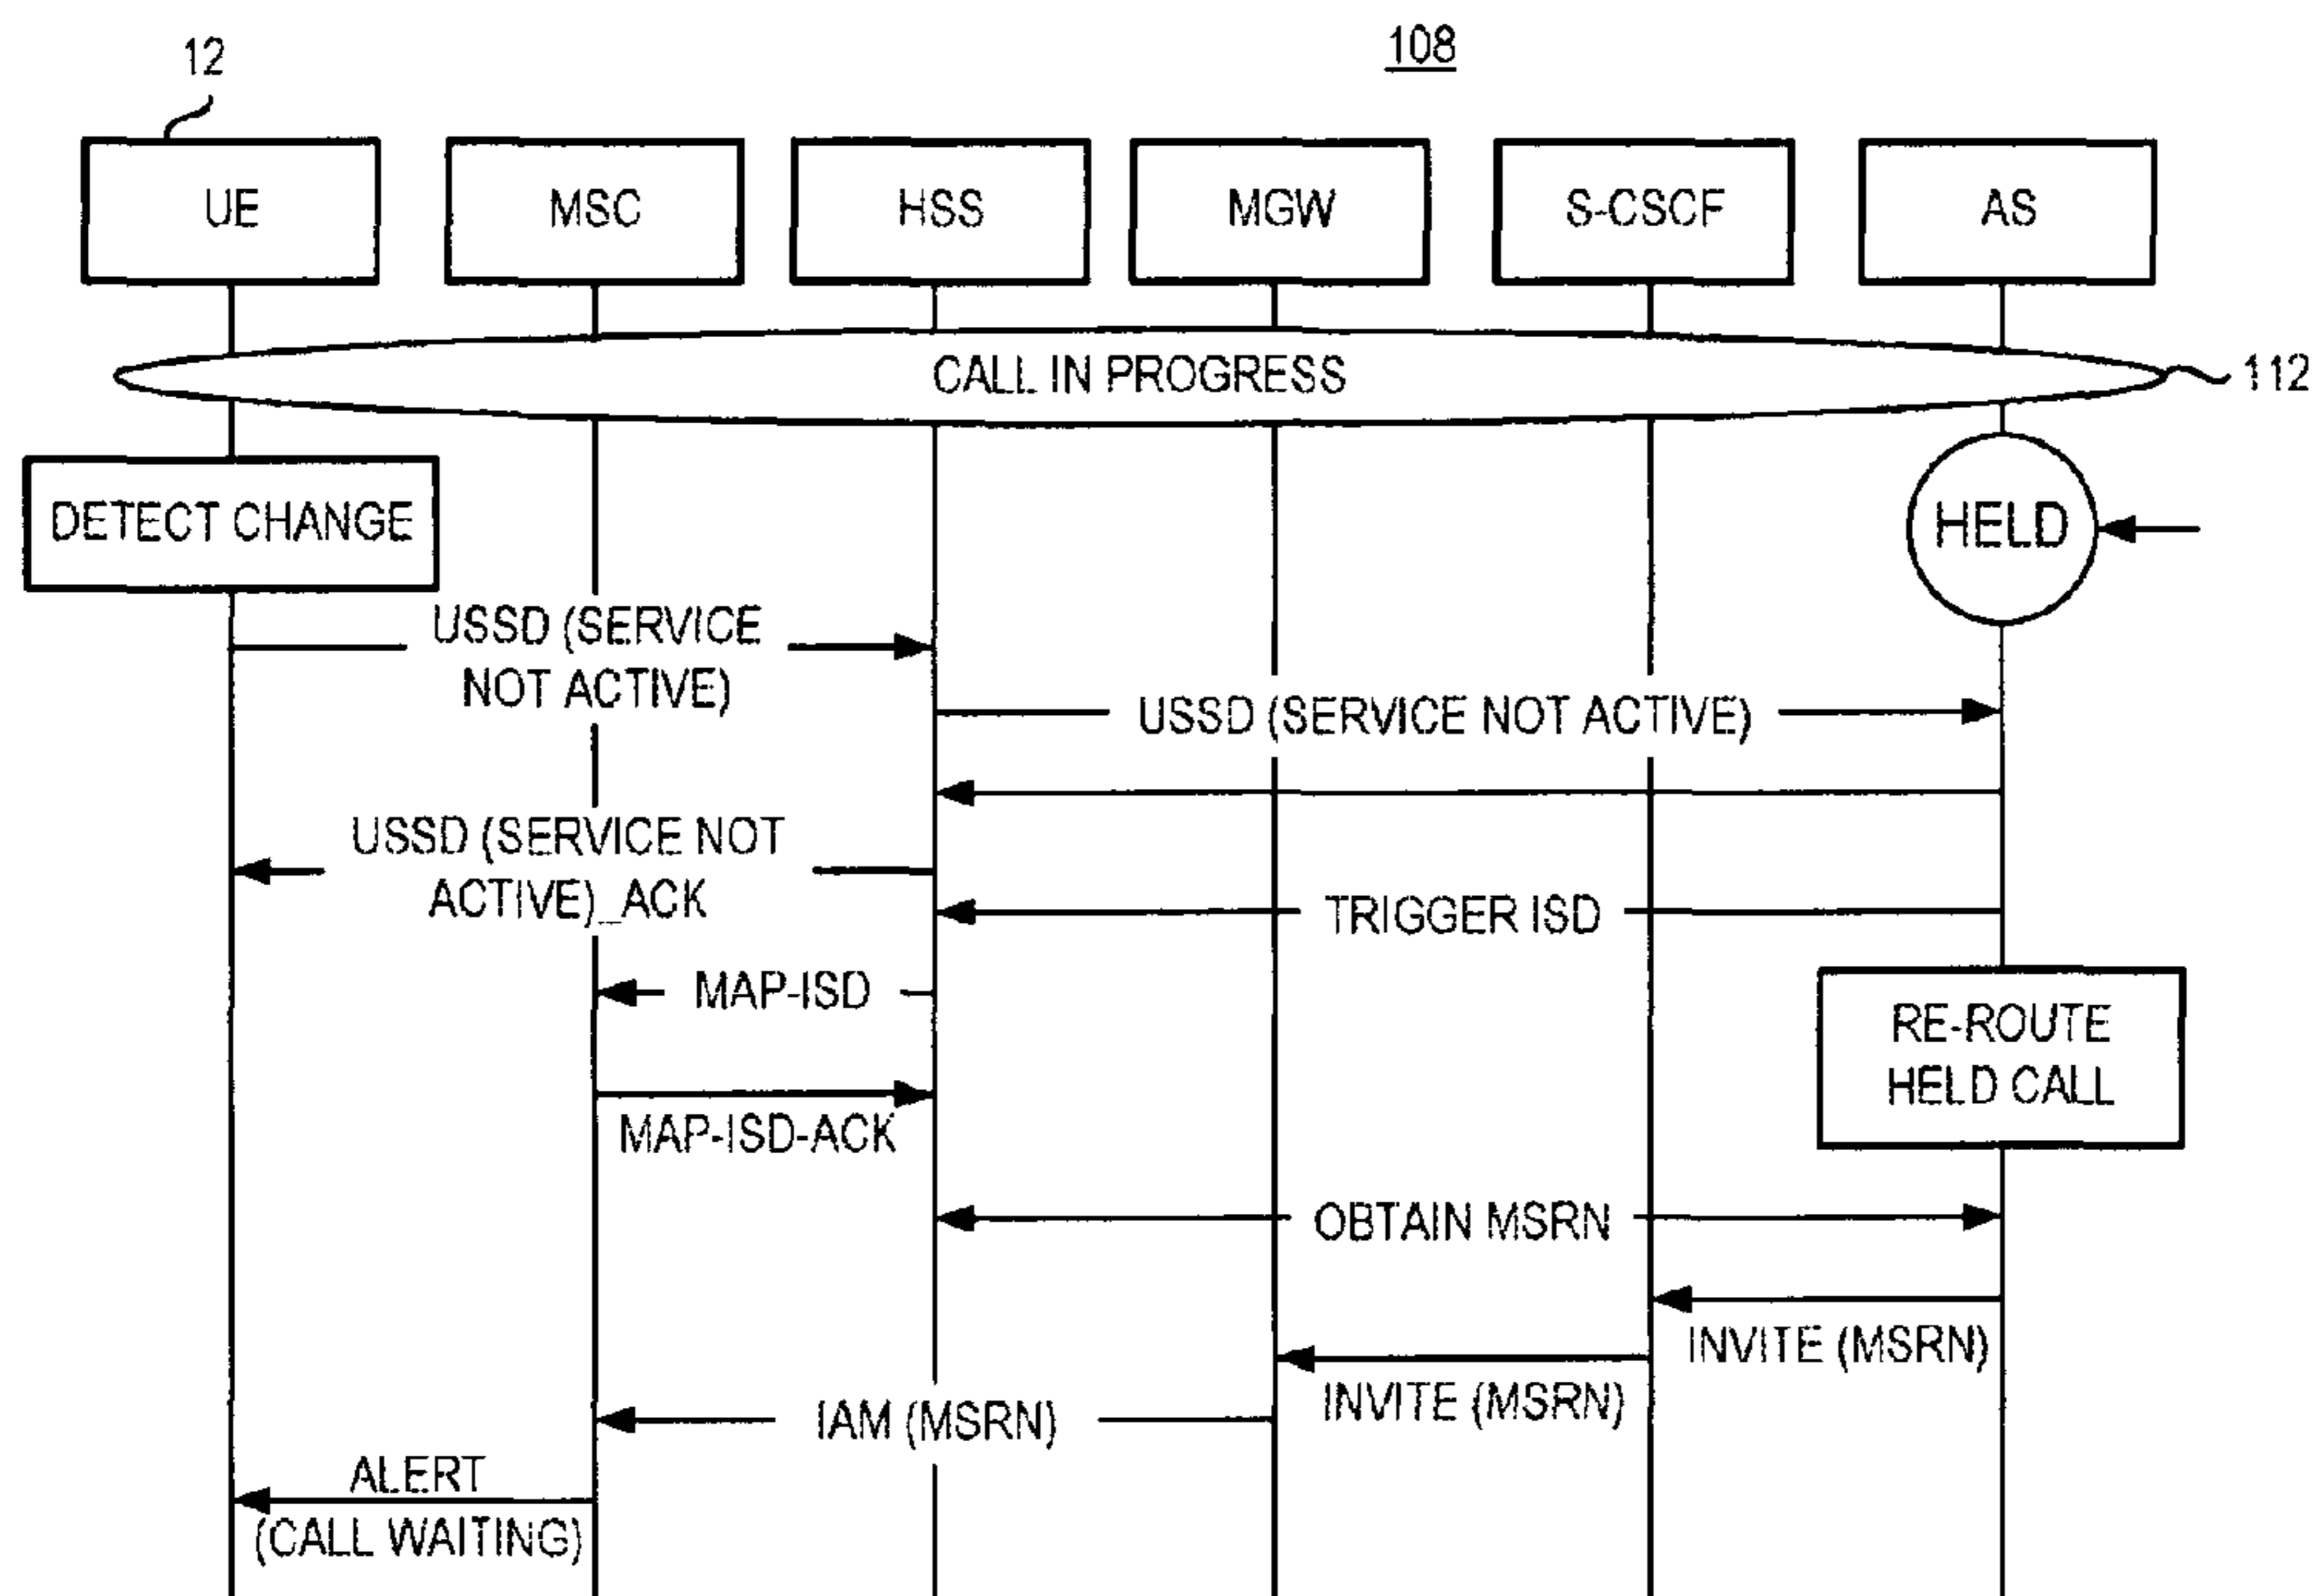 12
108
UE
MSC
HSS
MGW
S-CSCF
AS
CALL IN PROGRESS
112
DETECT CHANGE
HELD
USSD (SERVICE
NOT ACTIVE)
USSD (SERVICE NOT ACTIVE)
USSD (SERVICE NOT
ACTIVE)_ACK
TRIGGER ISD
MAP-ISD
RE-ROUTE
HELD CALL
MAP-ISD-ACK
OBTAIN MSRN
INVITE (MSRN)
INVITE (MSRN)
IAM (MSRN)
ALERT
(CALL WAITING)